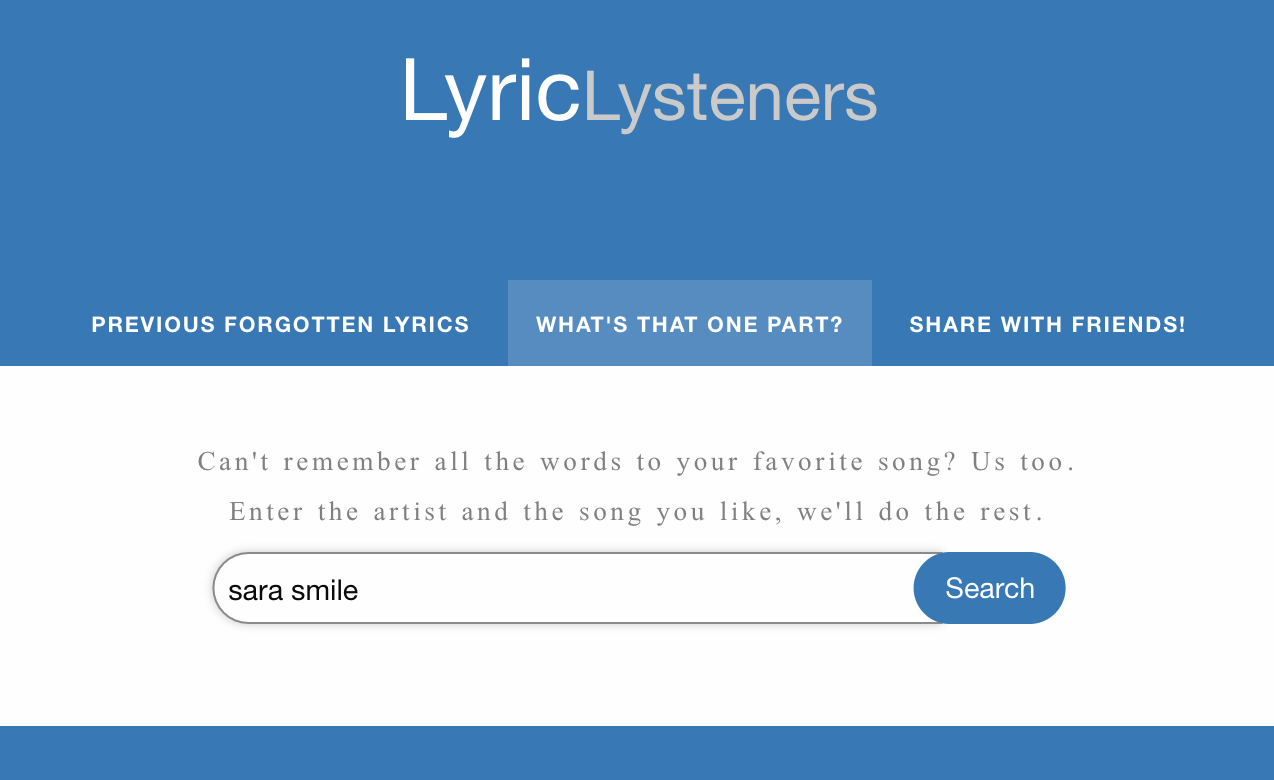 LyricLysteners
PREVIOUS FORGOTTEN LYRICS WHAT'S THAT ONE PART? SHARE WITH FRIENDS!
Can't remember all the words to your favorite song? Us too.
Enter the artist and the song you like, we'll do the rest.
sara smile Search